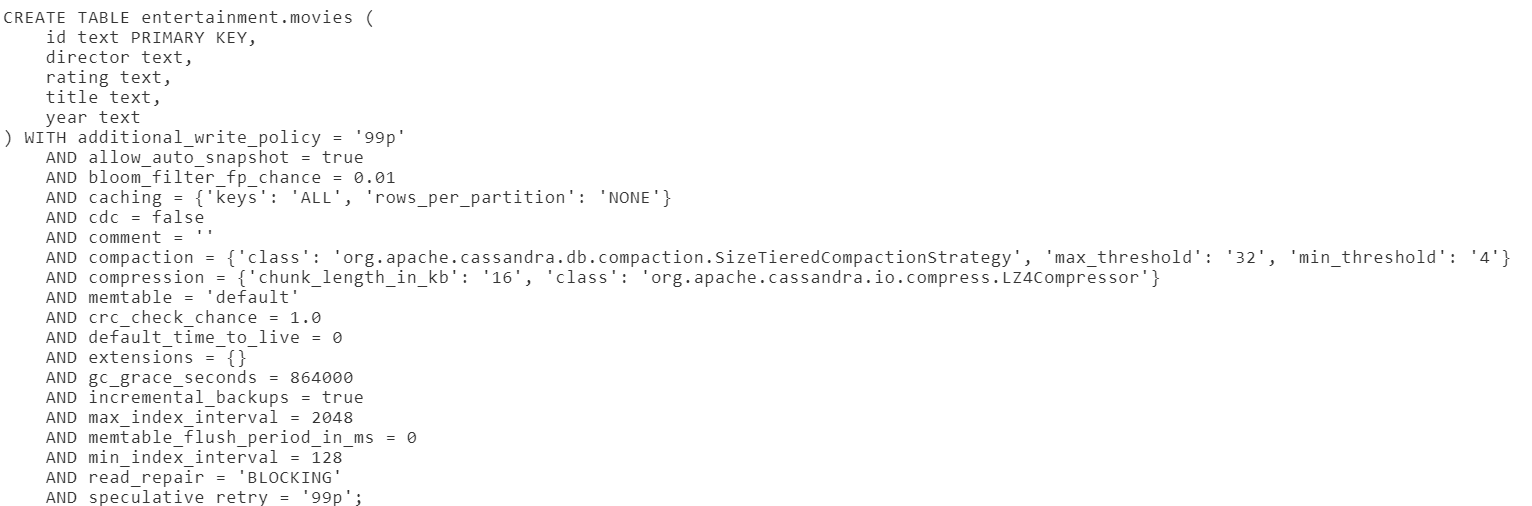 CREATE TABLE entertainment.movies (
    id text PRIMARY KEY,
    director text,
    rating text,
    title text,
    year text
) WITH additional_write_policy = '99p'
    AND allow_auto_snapshot = true
    AND bloom_filter_fp_chance = 0.01
    AND caching = {'keys': 'ALL', 'rows_per_partition': 'NONE'}
    AND cdc = false
    AND comment = ''
    AND compaction = {'class': 'org.apache.cassandra.db.compaction.SizeTieredCompactionStrategy', 'max_threshold': '32', 'min_threshold': '4'}
    AND compression = {'chunk_length_in_kb': '16', 'class': 'org.apache.cassandra.io.compress.LZ4Compressor'}
    AND memtable = 'default'
    AND crc_check_chance = 1.0
    AND default_time_to_live = 0
    AND extensions = {}
    AND gc_grace_seconds = 864000
    AND incremental_backups = true
    AND max_index_interval = 2048
    AND memtable_flush_period_in_ms = 0
    AND min_index_interval = 128
    AND read_repair = 'BLOCKING'
    AND speculative retry = '99p';